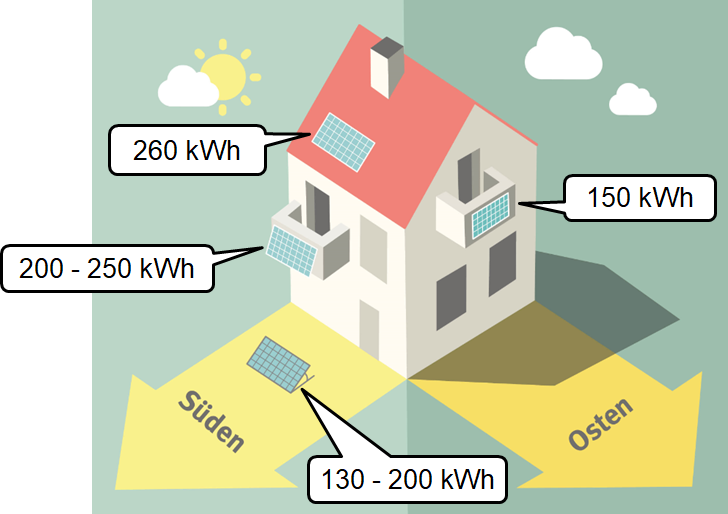 260 kWh
150 kWh
200 - 250 kWh
Süden
Osten
130 - 200 kWh